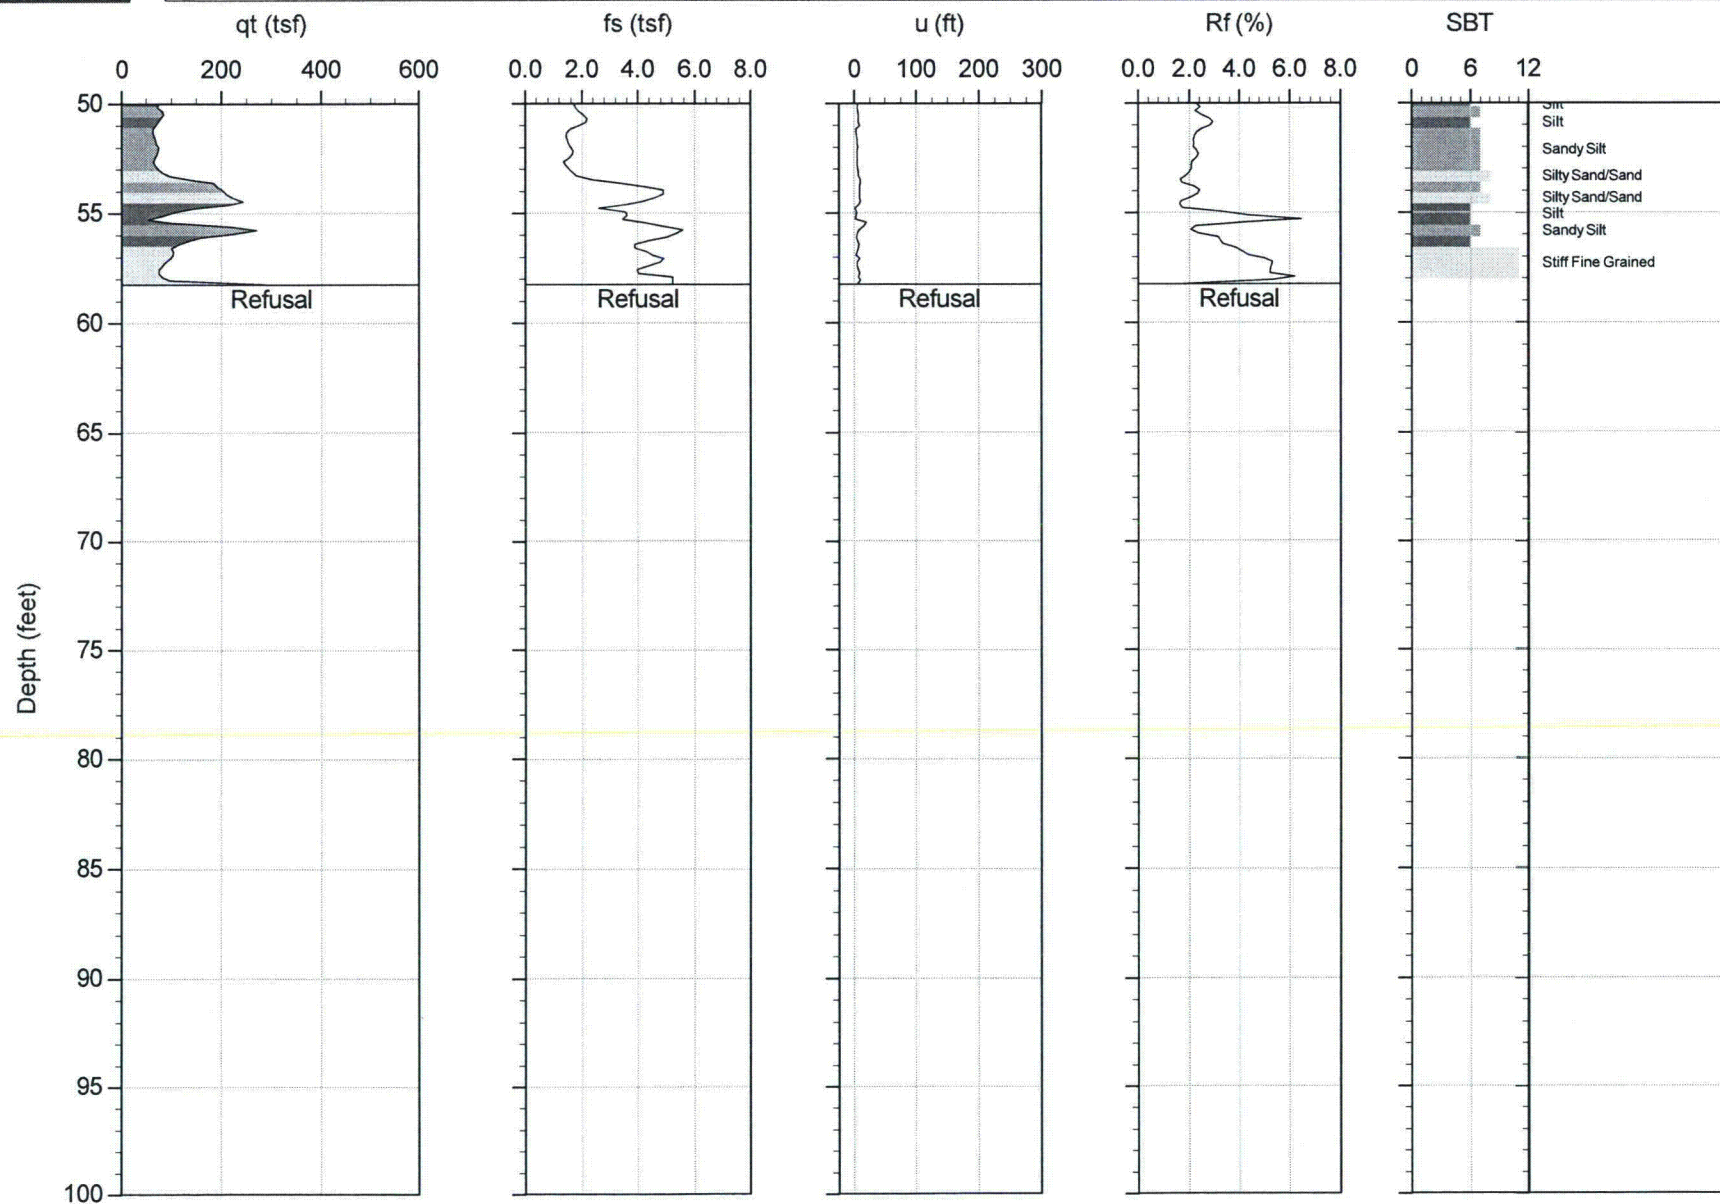 qt (tsf) fs (tsf) u (ft) Rf (%) SBT
0 200 400 600 0.0 2.0 4.0 6.0 8.0 0 100 200 300 0.0 2.0 4.0 6.0 8.0 0 6 12
50
Silt
Silt
Sandy Silt
Silty Sand/Sand
Silty Sand/Sand
55
Silt
Sandy Silt
Stiff Fine Grained
Refusal Refusal Refusal Refusal
60
65
70
Depth (feet)
75
80
85
90
95
100